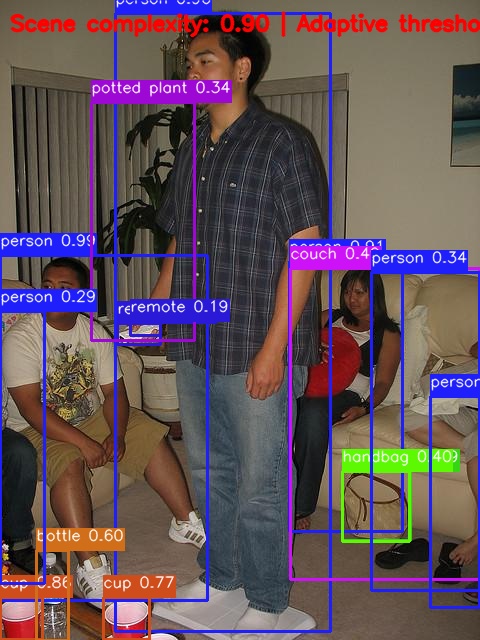 person 0.90
Scene complexity: 0.90 | Adaptive thresho
potted plant 0.34
person 0.99
person 0.91
couch 0.49
person 0.34
person 0.29
remote 0.19
person
handbag 0.40
bottle 0.60
cup 0.86
cup 0.77